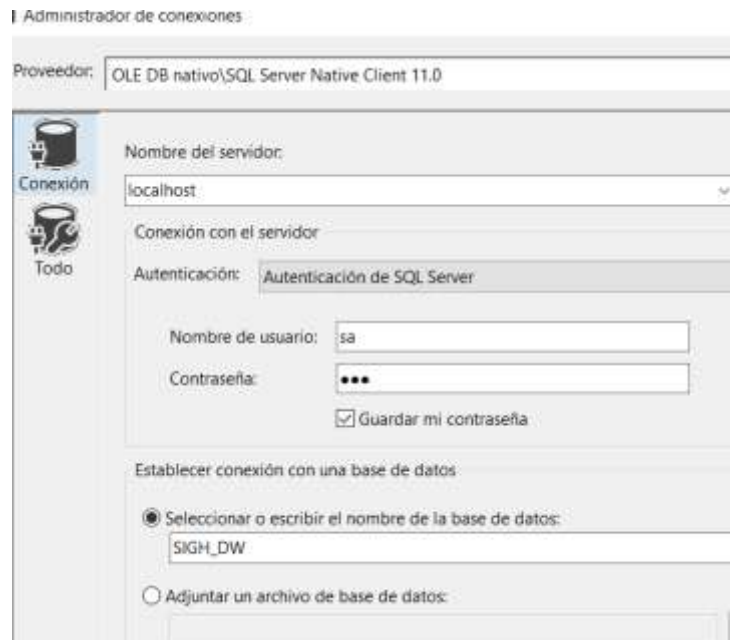 Administrador de conexiones
Proveedor: OLE DB nativo\SQL Server Native Client 11.0
Conexión
Todo
Nombre del servidor:
localhost
Conexión con el servidor
Autenticación: Autenticación de SQL Server
Nombre de usuario: sa
Contraseña: •••
Guardar mi contraseña
Establecer conexión con una base de datos
Seleccionar o escribir el nombre de la base de datos:
SIGH_DW
Adjuntar un archivo de base de datos: